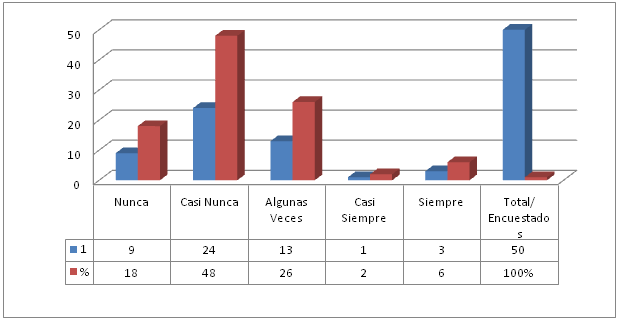 50
40
30
20
10
0
Nunca Casi Nunca Algunas Veces Casi Siempre Siempre Total/ Encuestado s
1 9 24 13 1 3 50
% 18 48 26 2 6 100%